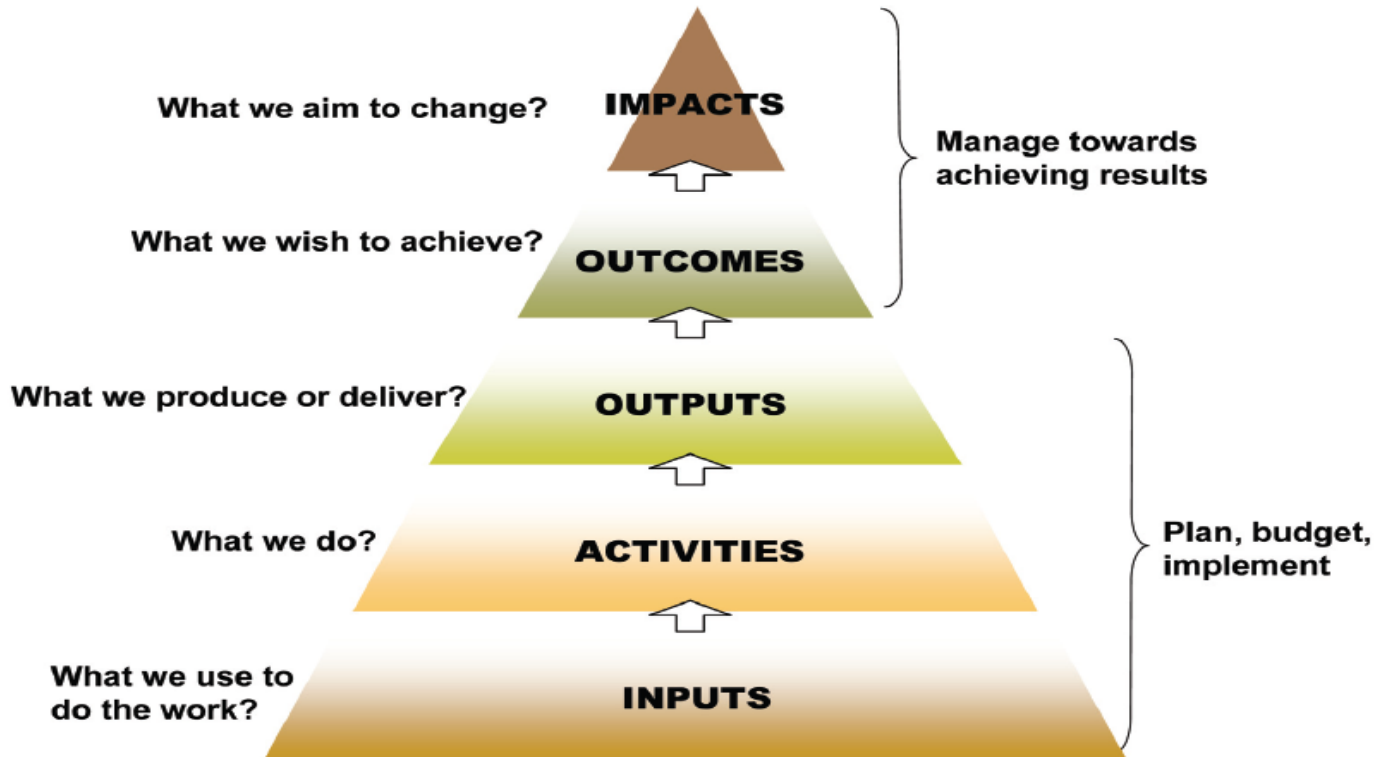 What we aim to change?
IMPACTS
Manage towards
achieving results
What we wish to achieve?
OUTCOMES
What we produce or deliver?
OUTPUTS
What we do?
ACTIVITIES
Plan, budget,
implement
What we use to
do the work?
INPUTS